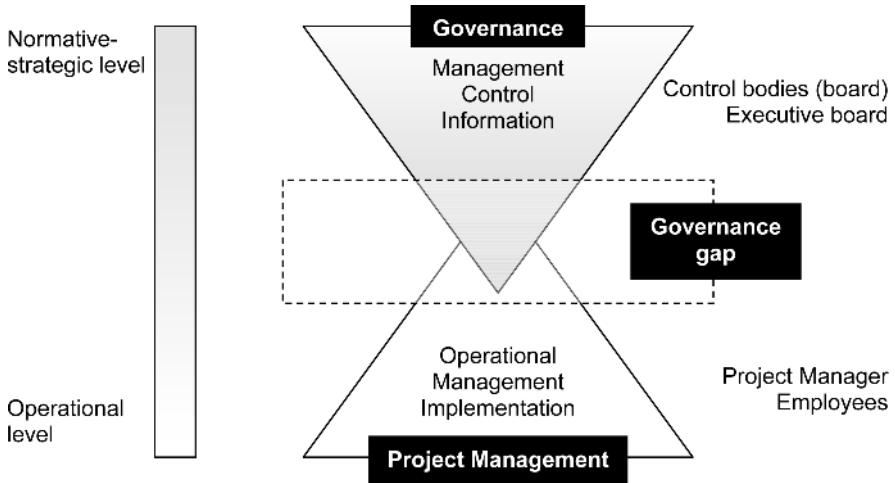 Normative-
strategic level
Governance
Management
Control
Information
Control bodies (board)
Executive board
Governance
gap
Operational
Management
Implementation
Project Manager
Employees
Operational
level
Project Management